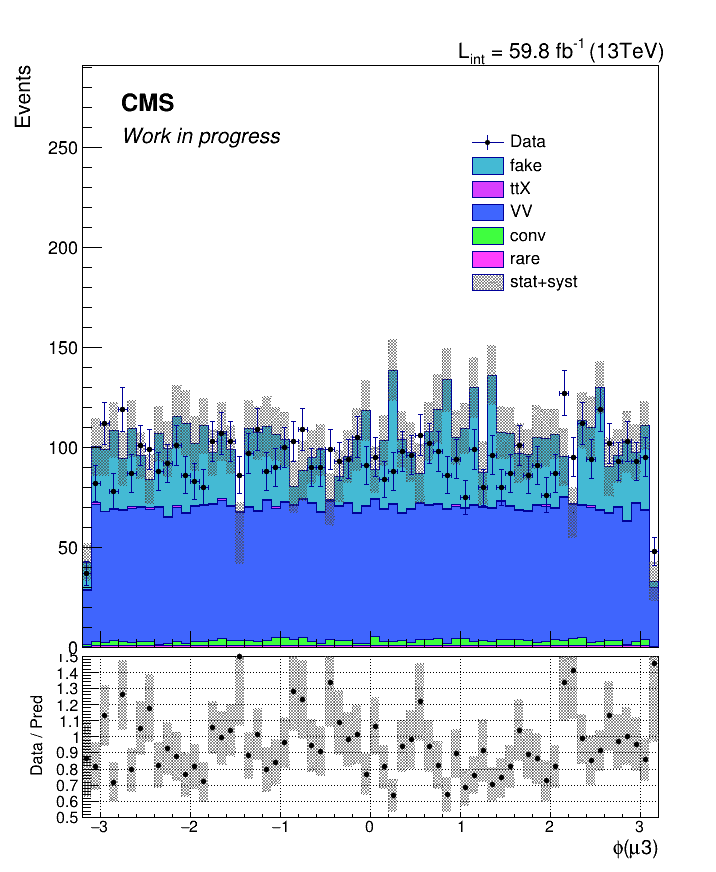 L_int = 59.8 fb^-1 (13TeV)
Events
CMS
Work in progress
Data
fake
ttX
VV
conv
rare
stat+syst
250
200
150
100
50
0
Data / Pred
1.5
1.4
1.3
1.2
1.1
1
0.9
0.8
0.7
0.6
0.5
−3 −2 −1 0 1 2 3
ϕ(μ3)